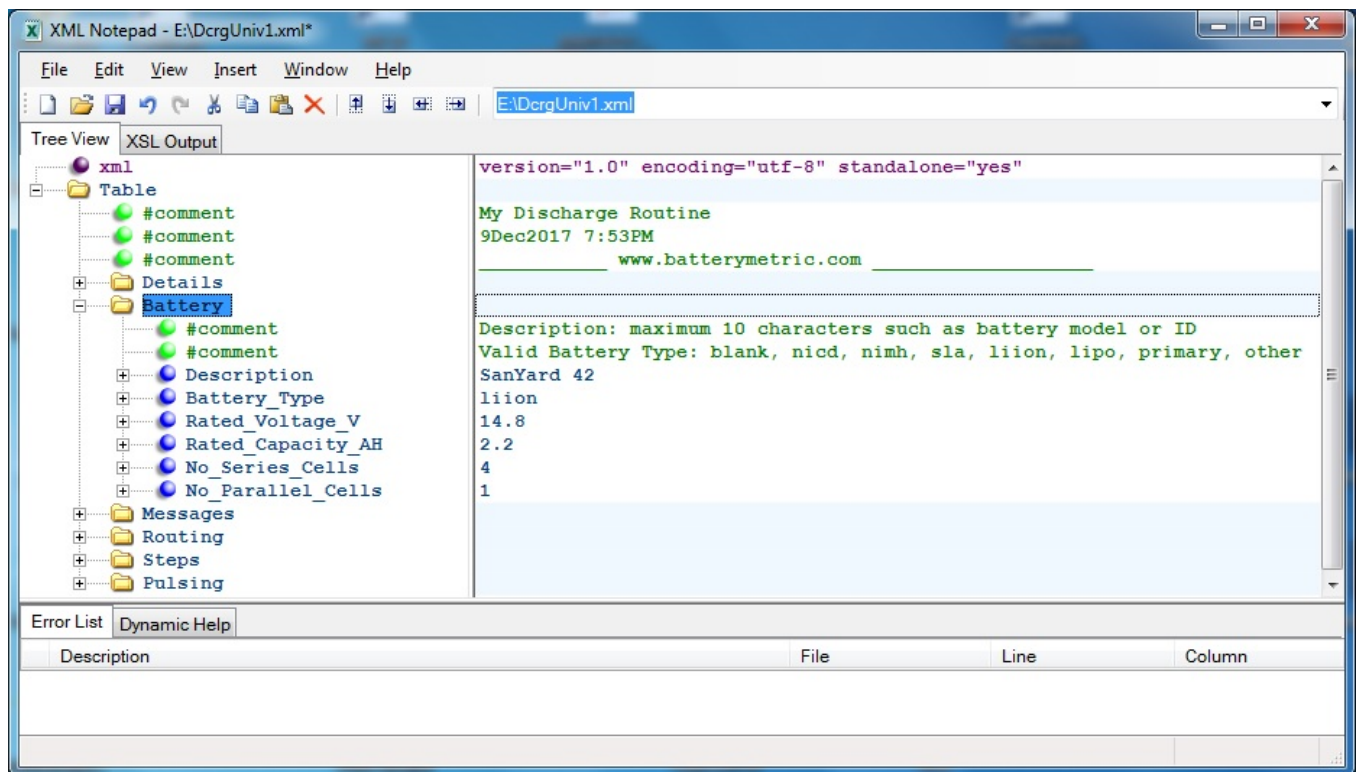 XML Notepad - E:\DcrgUniv1.xml*
File Edit View Insert Window Help
E:\DcrgUniv1.xml
Tree View XSL Output
xml version="1.0" encoding="utf-8" standalone="yes"
Table
#comment My Discharge Routine
#comment 9Dec2017 7:53PM
#comment ___________ www.batterymetric.com ___________________
Details
Battery
#comment Description: maximum 10 characters such as battery model or ID
#comment Valid Battery Type: blank, nicd, nimh, sla, liion, lipo, primary, other
Description SanYard 42
Battery_Type liion
Rated_Voltage_V 14.8
Rated_Capacity_AH 2.2
No_Series_Cells 4
No_Parallel_Cells 1
Messages
Routing
Steps
Pulsing
Error List Dynamic Help
Description File Line Column